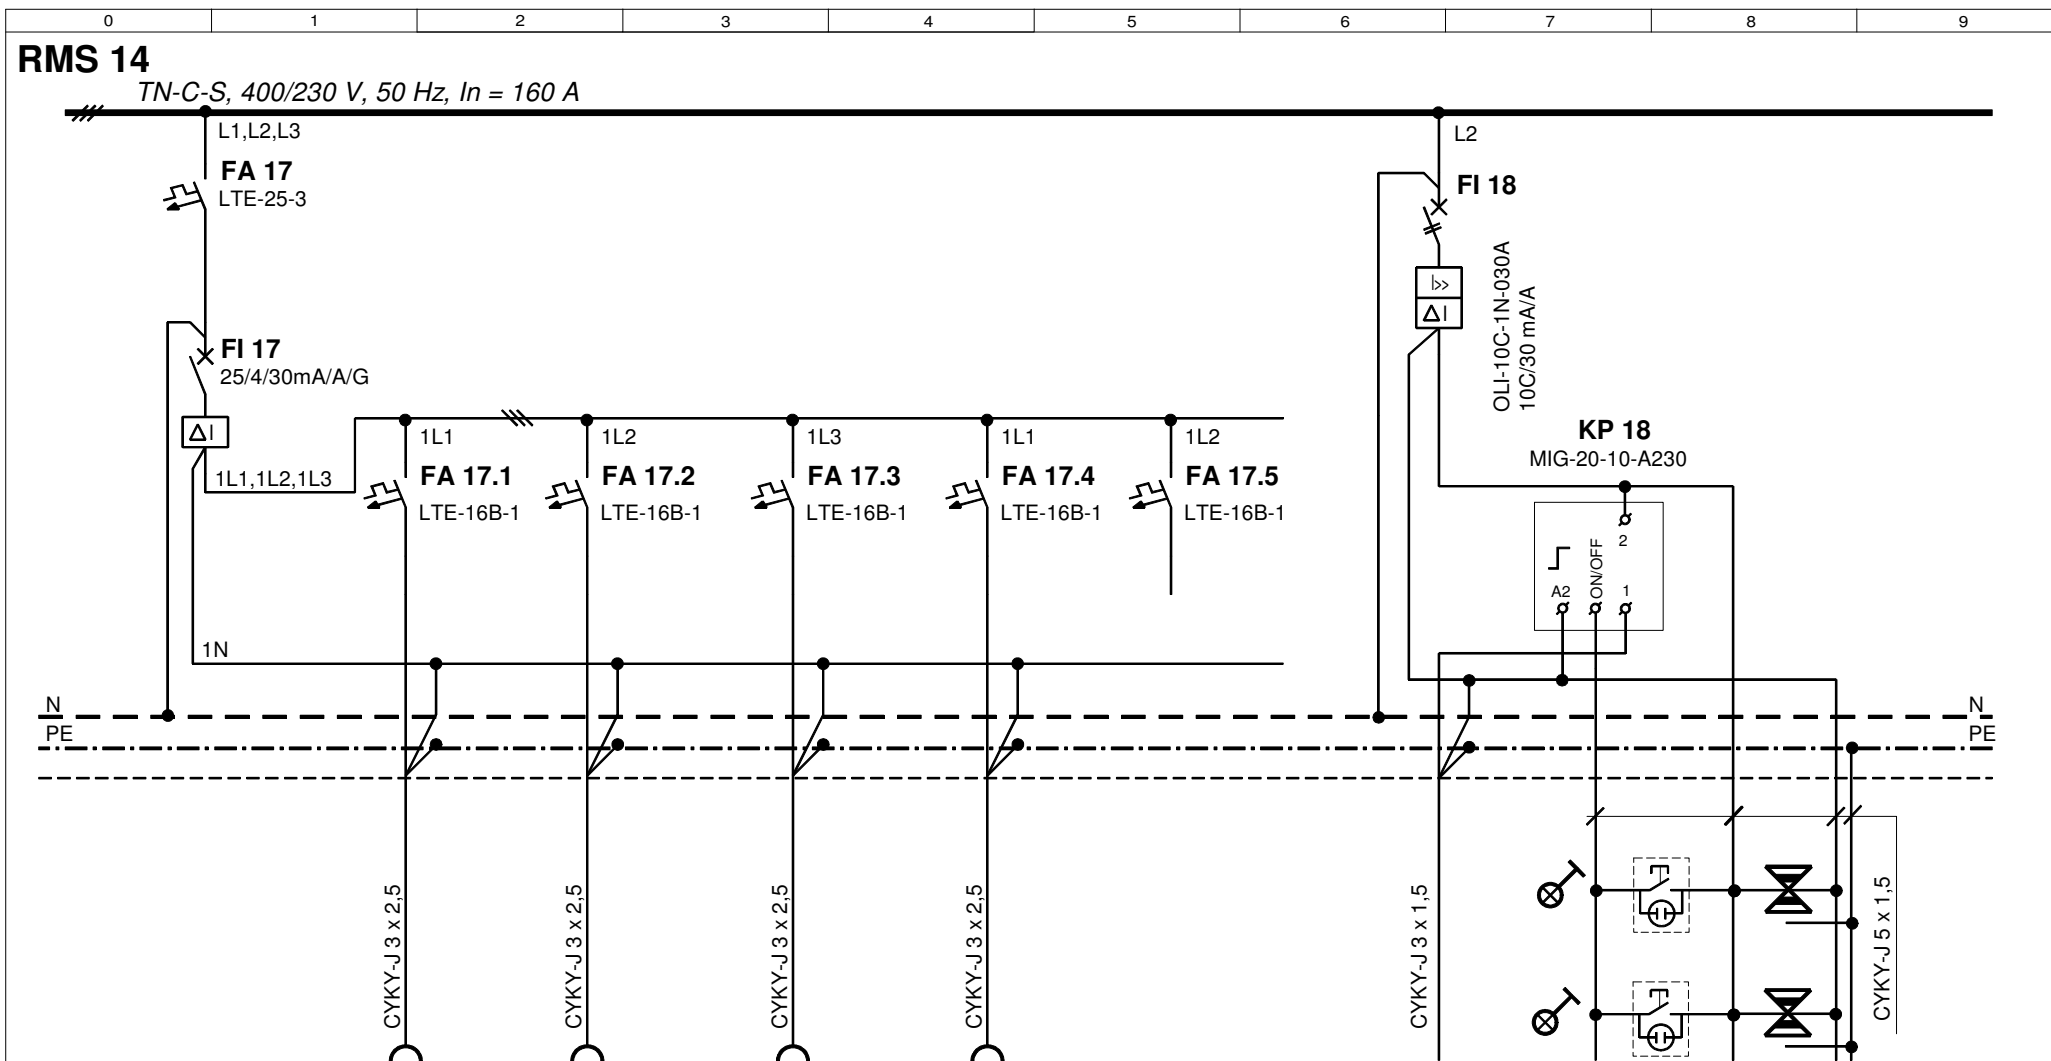 0 1 2 3 4 5 6 7 8 9
RMS 14
TN-C-S, 400/230 V, 50 Hz, In = 160 A
L1,L2,L3
FA 17
LTE-25-3
L2
FI 18
OLI-10C-1N-030A
10C/30 mA/A
I>>
ΔI
FI 17
25/4/30mA/A/G
ΔI
1L1,1L2,1L3
1L1
FA 17.1
LTE-16B-1
1L2
FA 17.2
LTE-16B-1
1L3
FA 17.3
LTE-16B-1
1L1
FA 17.4
LTE-16B-1
1L2
FA 17.5
LTE-16B-1
KP 18
MIG-20-10-A230
2
ON/OFF
A2
1
1N
N
PE
N
PE
CYKY-J 3 x 2,5
CYKY-J 3 x 2,5
CYKY-J 3 x 2,5
CYKY-J 3 x 2,5
CYKY-J 3 x 1,5
CYKY-J 5 x 1,5